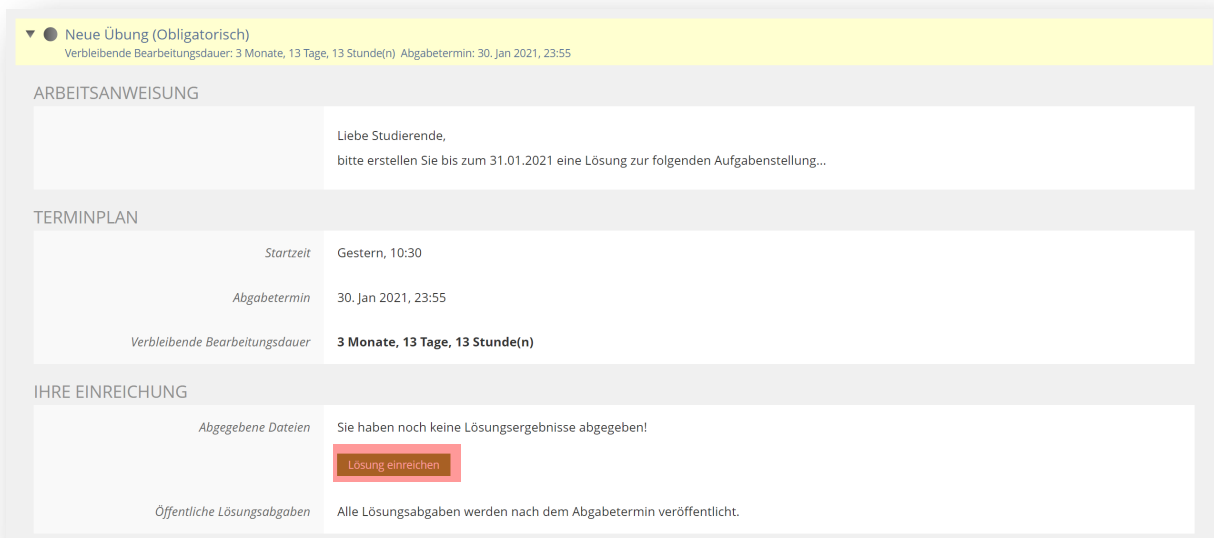 Neue Übung (Obligatorisch)
Verbleibende Bearbeitungsdauer: 3 Monate, 13 Tage, 13 Stunde(n) Abgabetermin: 30. Jan 2021, 23:55
ARBEITSANWEISUNG
Liebe Studierende,
bitte erstellen Sie bis zum 31.01.2021 eine Lösung zur folgenden Aufgabenstellung...
TERMINPLAN
Startzeit Gestern, 10:30
Abgabetermin 30. Jan 2021, 23:55
Verbleibende Bearbeitungsdauer 3 Monate, 13 Tage, 13 Stunde(n)
IHRE EINREICHUNG
Abgegebene Dateien Sie haben noch keine Lösungsergebnisse abgegeben!
Lösung einreichen
Öffentliche Lösungsabgaben Alle Lösungsabgaben werden nach dem Abgabetermin veröffentlicht.